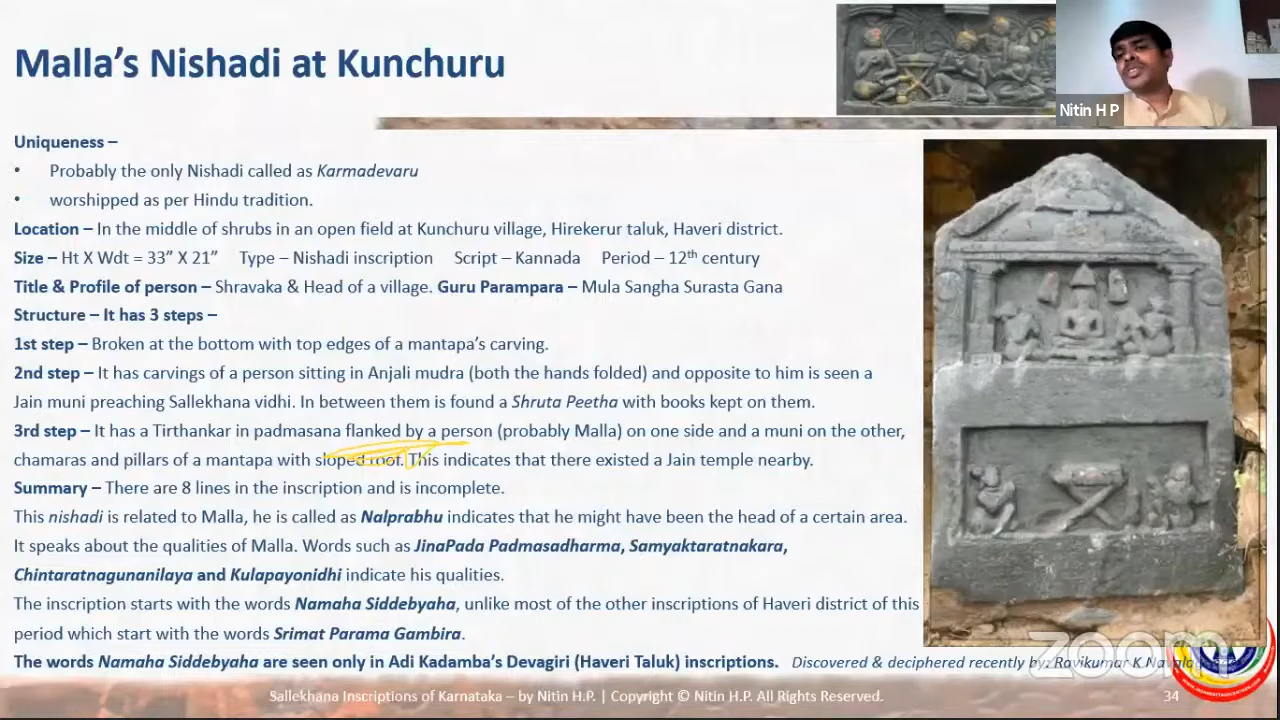 Malla's Nishadi at Kunchuru
Nitin H P
Uniqueness –
• Probably the only Nishadi called as Karmadevaru
• worshipped as per Hindu tradition.
Location – In the middle of shrubs in an open field at Kunchuru village, Hirekerur taluk, Haveri district.
Size – Ht X Wdt = 33” X 21” Type – Nishadi inscription Script – Kannada Period – 12th century
Title & Profile of person – Shravaka & Head of a village. Guru Parampara – Mula Sangha Surasta Gana
Structure – It has 3 steps –
1st step – Broken at the bottom with top edges of a mantapa's carving.
2nd step – It has carvings of a person sitting in Anjali mudra (both the hands folded) and opposite to him is seen a
Jain muni preaching Sallekhana vidhi. In between them is found a Shruta Peetha with books kept on them.
3rd step – It has a Tirthankar in padmasana flanked by a person (probably Malla) on one side and a muni on the other,
chamaras and pillars of a mantapa with sloped roof. This indicates that there existed a Jain temple nearby.
Summary – There are 8 lines in the inscription and is incomplete.
This nishadi is related to Malla, he is called as Nalprabhu indicates that he might have been the head of a certain area.
It speaks about the qualities of Malla. Words such as JinaPada Padmasadharma, Samyaktaratnakara,
Chintaratnagunanilaya and Kulapayonidhi indicate his qualities.
The inscription starts with the words Namaha Siddebyaha, unlike most of the other inscriptions of Haveri district of this
period which start with the words Srimat Parama Gambira.
The words Namaha Siddebyaha are seen only in Adi Kadamba's Devagiri (Haveri Taluk) inscriptions. Discovered & deciphered recently by: Ravikumar K
zoom
Sallekhana Inscriptions of Karnataka – by Nitin H.P. | Copyright © Nitin H.P. All Rights Reserved.
34